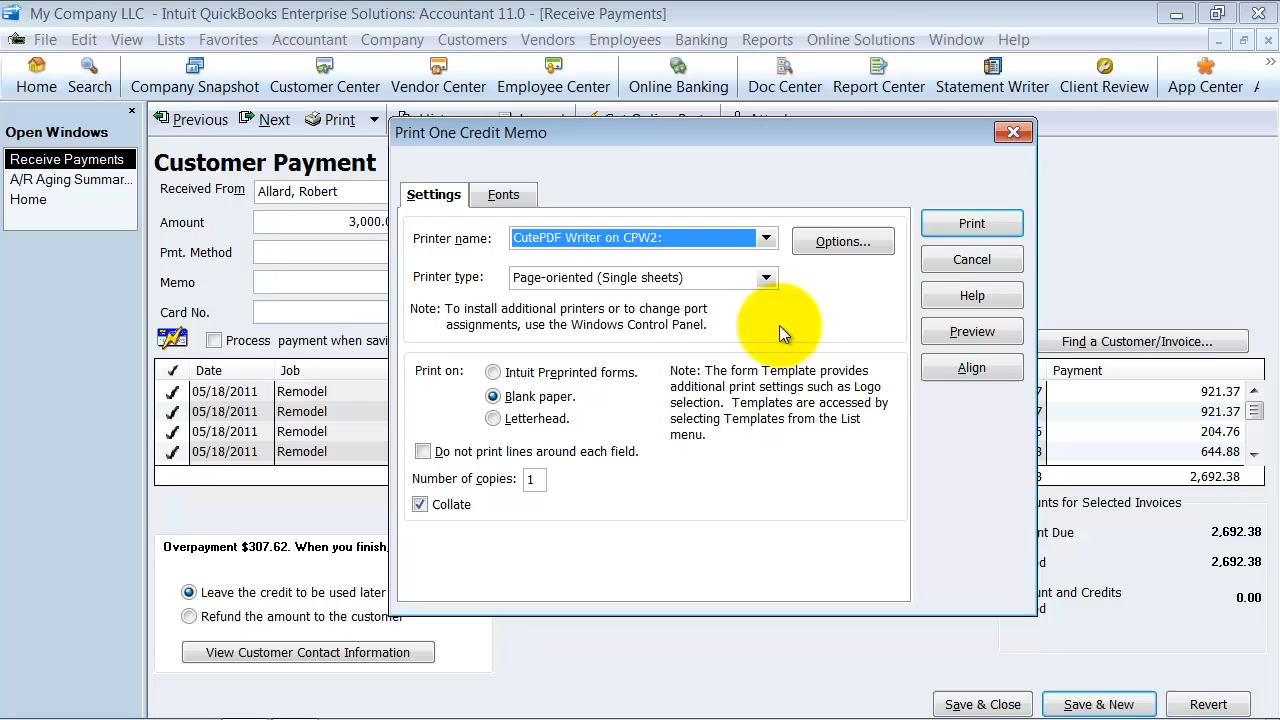 My Company LLC - Intuit QuickBooks Enterprise Solutions: Accountant 11.0 - [Receive Payments]
File Edit View Lists Favorites Accountant Company Customers Vendors Employees Banking Reports Online Solutions Window Help
Home Search Company Snapshot Customer Center Vendor Center Employee Center Online Banking Doc Center Report Center Statement Writer Client Review App Center
Open Windows
Receive Payments
A/R Aging Summar...
Home
Previous Next Print
Customer Payment
Received From Allard, Robert
Amount 3,000.0
Pmt. Method
Memo
Card No.
Process payment when savi
Find a Customer/Invoice...
Date Job Payment
05/18/2011 Remodel 921.37
05/18/2011 Remodel 921.37
05/18/2011 Remodel 204.76
05/18/2011 Remodel 644.88
2,692.38
Overpayment $307.62. When you finish,
Leave the credit to be used later
Refund the amount to the customer
View Customer Contact Information
unts for Selected Invoices
nt Due 2,692.38
d 2,692.38
unt and Credits 0.00
d
Save & Close Save & New Revert
Print One Credit Memo
Settings Fonts
Printer name: CutePDF Writer on CPW2: Options...
Printer type: Page-oriented (Single sheets)
Note: To install additional printers or to change port
assignments, use the Windows Control Panel.
Print on: Intuit Preprinted forms.
Blank paper.
Letterhead.
Note: The form Template provides
additional print settings such as Logo
selection. Templates are accessed by
selecting Templates from the List
menu.
Do not print lines around each field.
Number of copies: 1
Collate
Print
Cancel
Help
Preview
Align